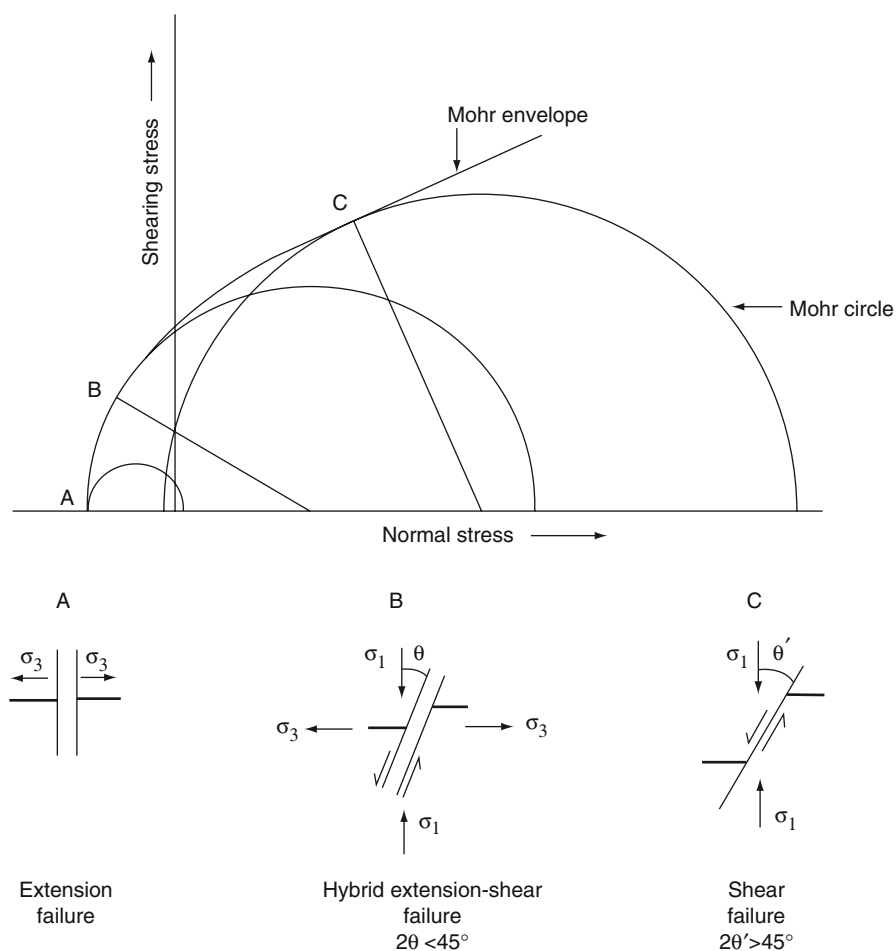 Mohr envelope
Shearing stress
C
Mohr circle
B
A
Normal stress
A
B
C
σ3 σ3
σ1 θ
σ3 σ3
σ1
σ1 θ′
σ1
Extension
failure
Hybrid extension-shear
failure
2θ <45°
Shear
failure
2θ′>45°